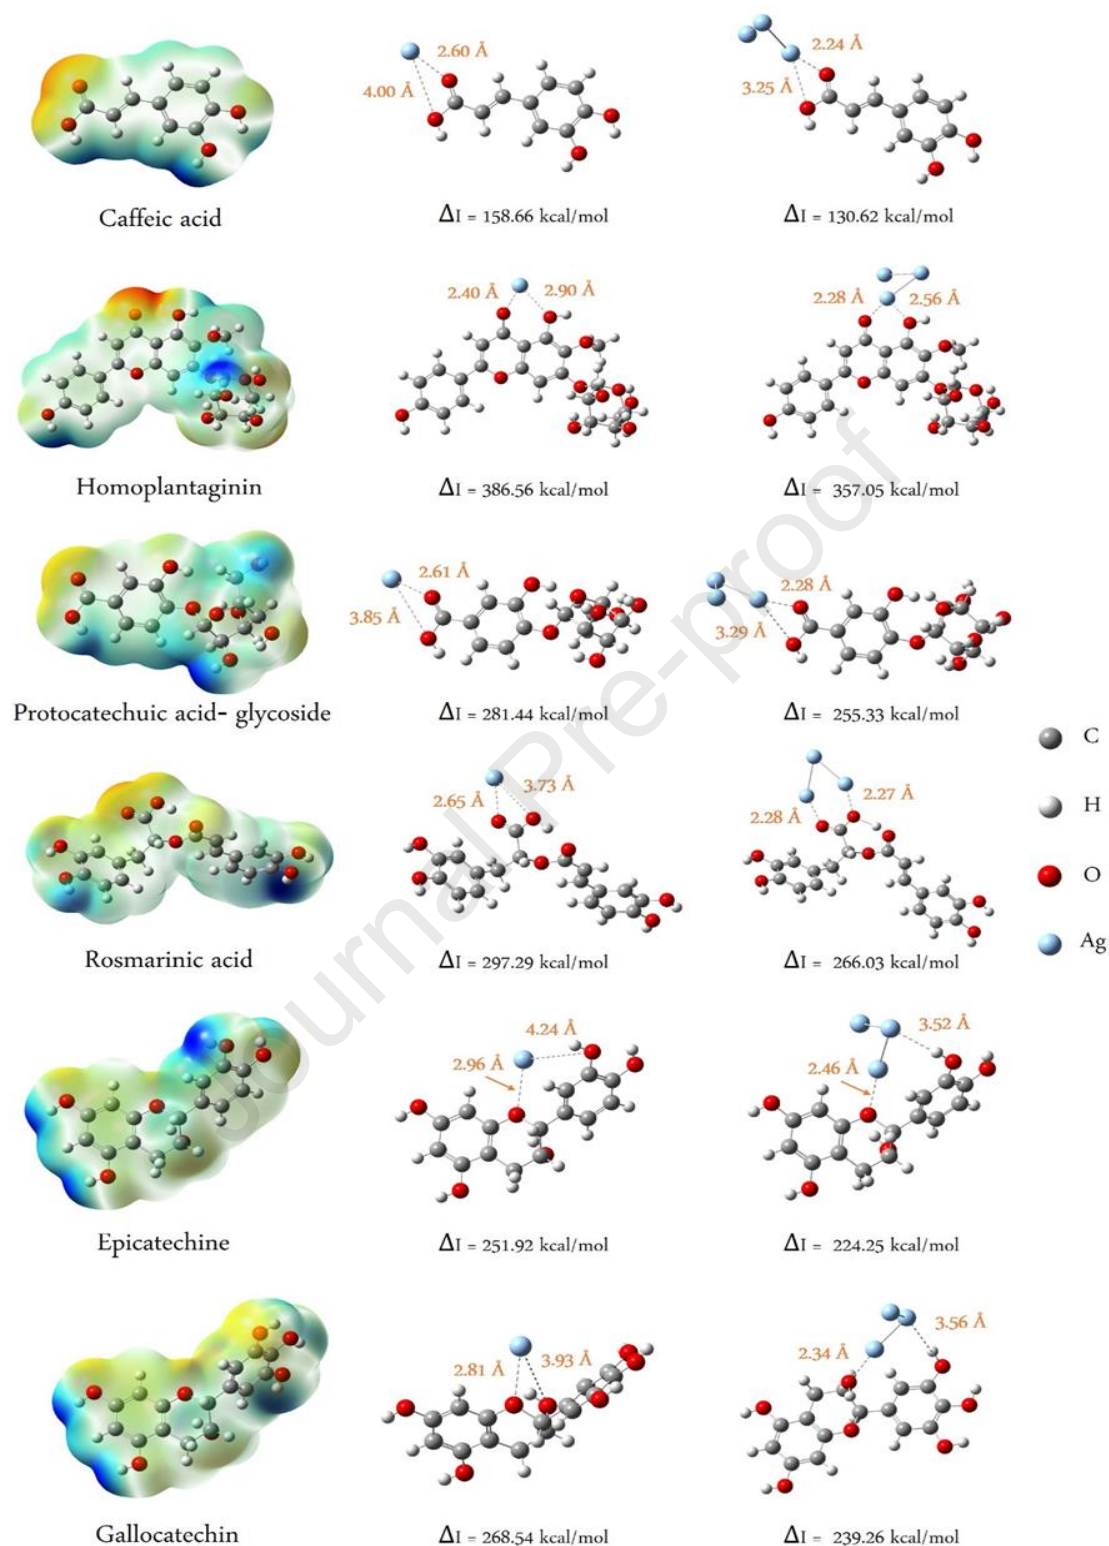 2.60 Å
4.00 Å
2.24 Å
3.25 Å
Caffeic acid
ΔI = 158.66 kcal/mol
ΔI = 130.62 kcal/mol
2.40 Å
2.90 Å
2.28 Å
2.56 Å
Homoplantaginin
ΔI = 386.56 kcal/mol
ΔI = 357.05 kcal/mol
2.61 Å
3.85 Å
2.28 Å
3.29 Å
Protocatechuic acid- glycoside
ΔI = 281.44 kcal/mol
ΔI = 255.33 kcal/mol
C
H
O
Ag
2.65 Å
3.73 Å
2.28 Å
2.27 Å
Rosmarinic acid
ΔI = 297.29 kcal/mol
ΔI = 266.03 kcal/mol
4.24 Å
2.96 Å
3.52 Å
2.46 Å
Epicatechine
ΔI = 251.92 kcal/mol
ΔI = 224.25 kcal/mol
2.81 Å
3.93 Å
2.34 Å
3.56 Å
Gallocatechin
ΔI = 268.54 kcal/mol
ΔI = 239.26 kcal/mol
Journal Pre-proof